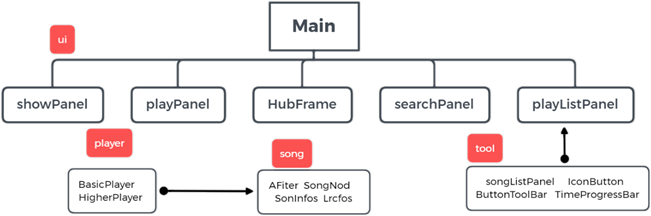 Main
ui
showPanel
playPanel
HubFrame
searchPanel
playListPanel
player
song
tool
BasicPlayer
HigherPlayer
AFiter SongNod
SonInfos Lrcfos
songListPanel IconButton
ButtonToolBar TimeProgressBar